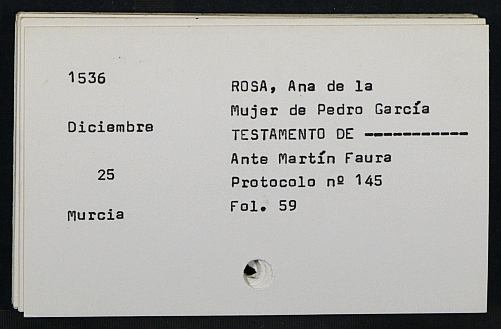 1536
Diciembre
25
Murcia
ROSA, Ana de la
Mujer de Pedro García
TESTAMENTO DE -----------
Ante Martín Faura
Protocolo nº 145
Fol. 59